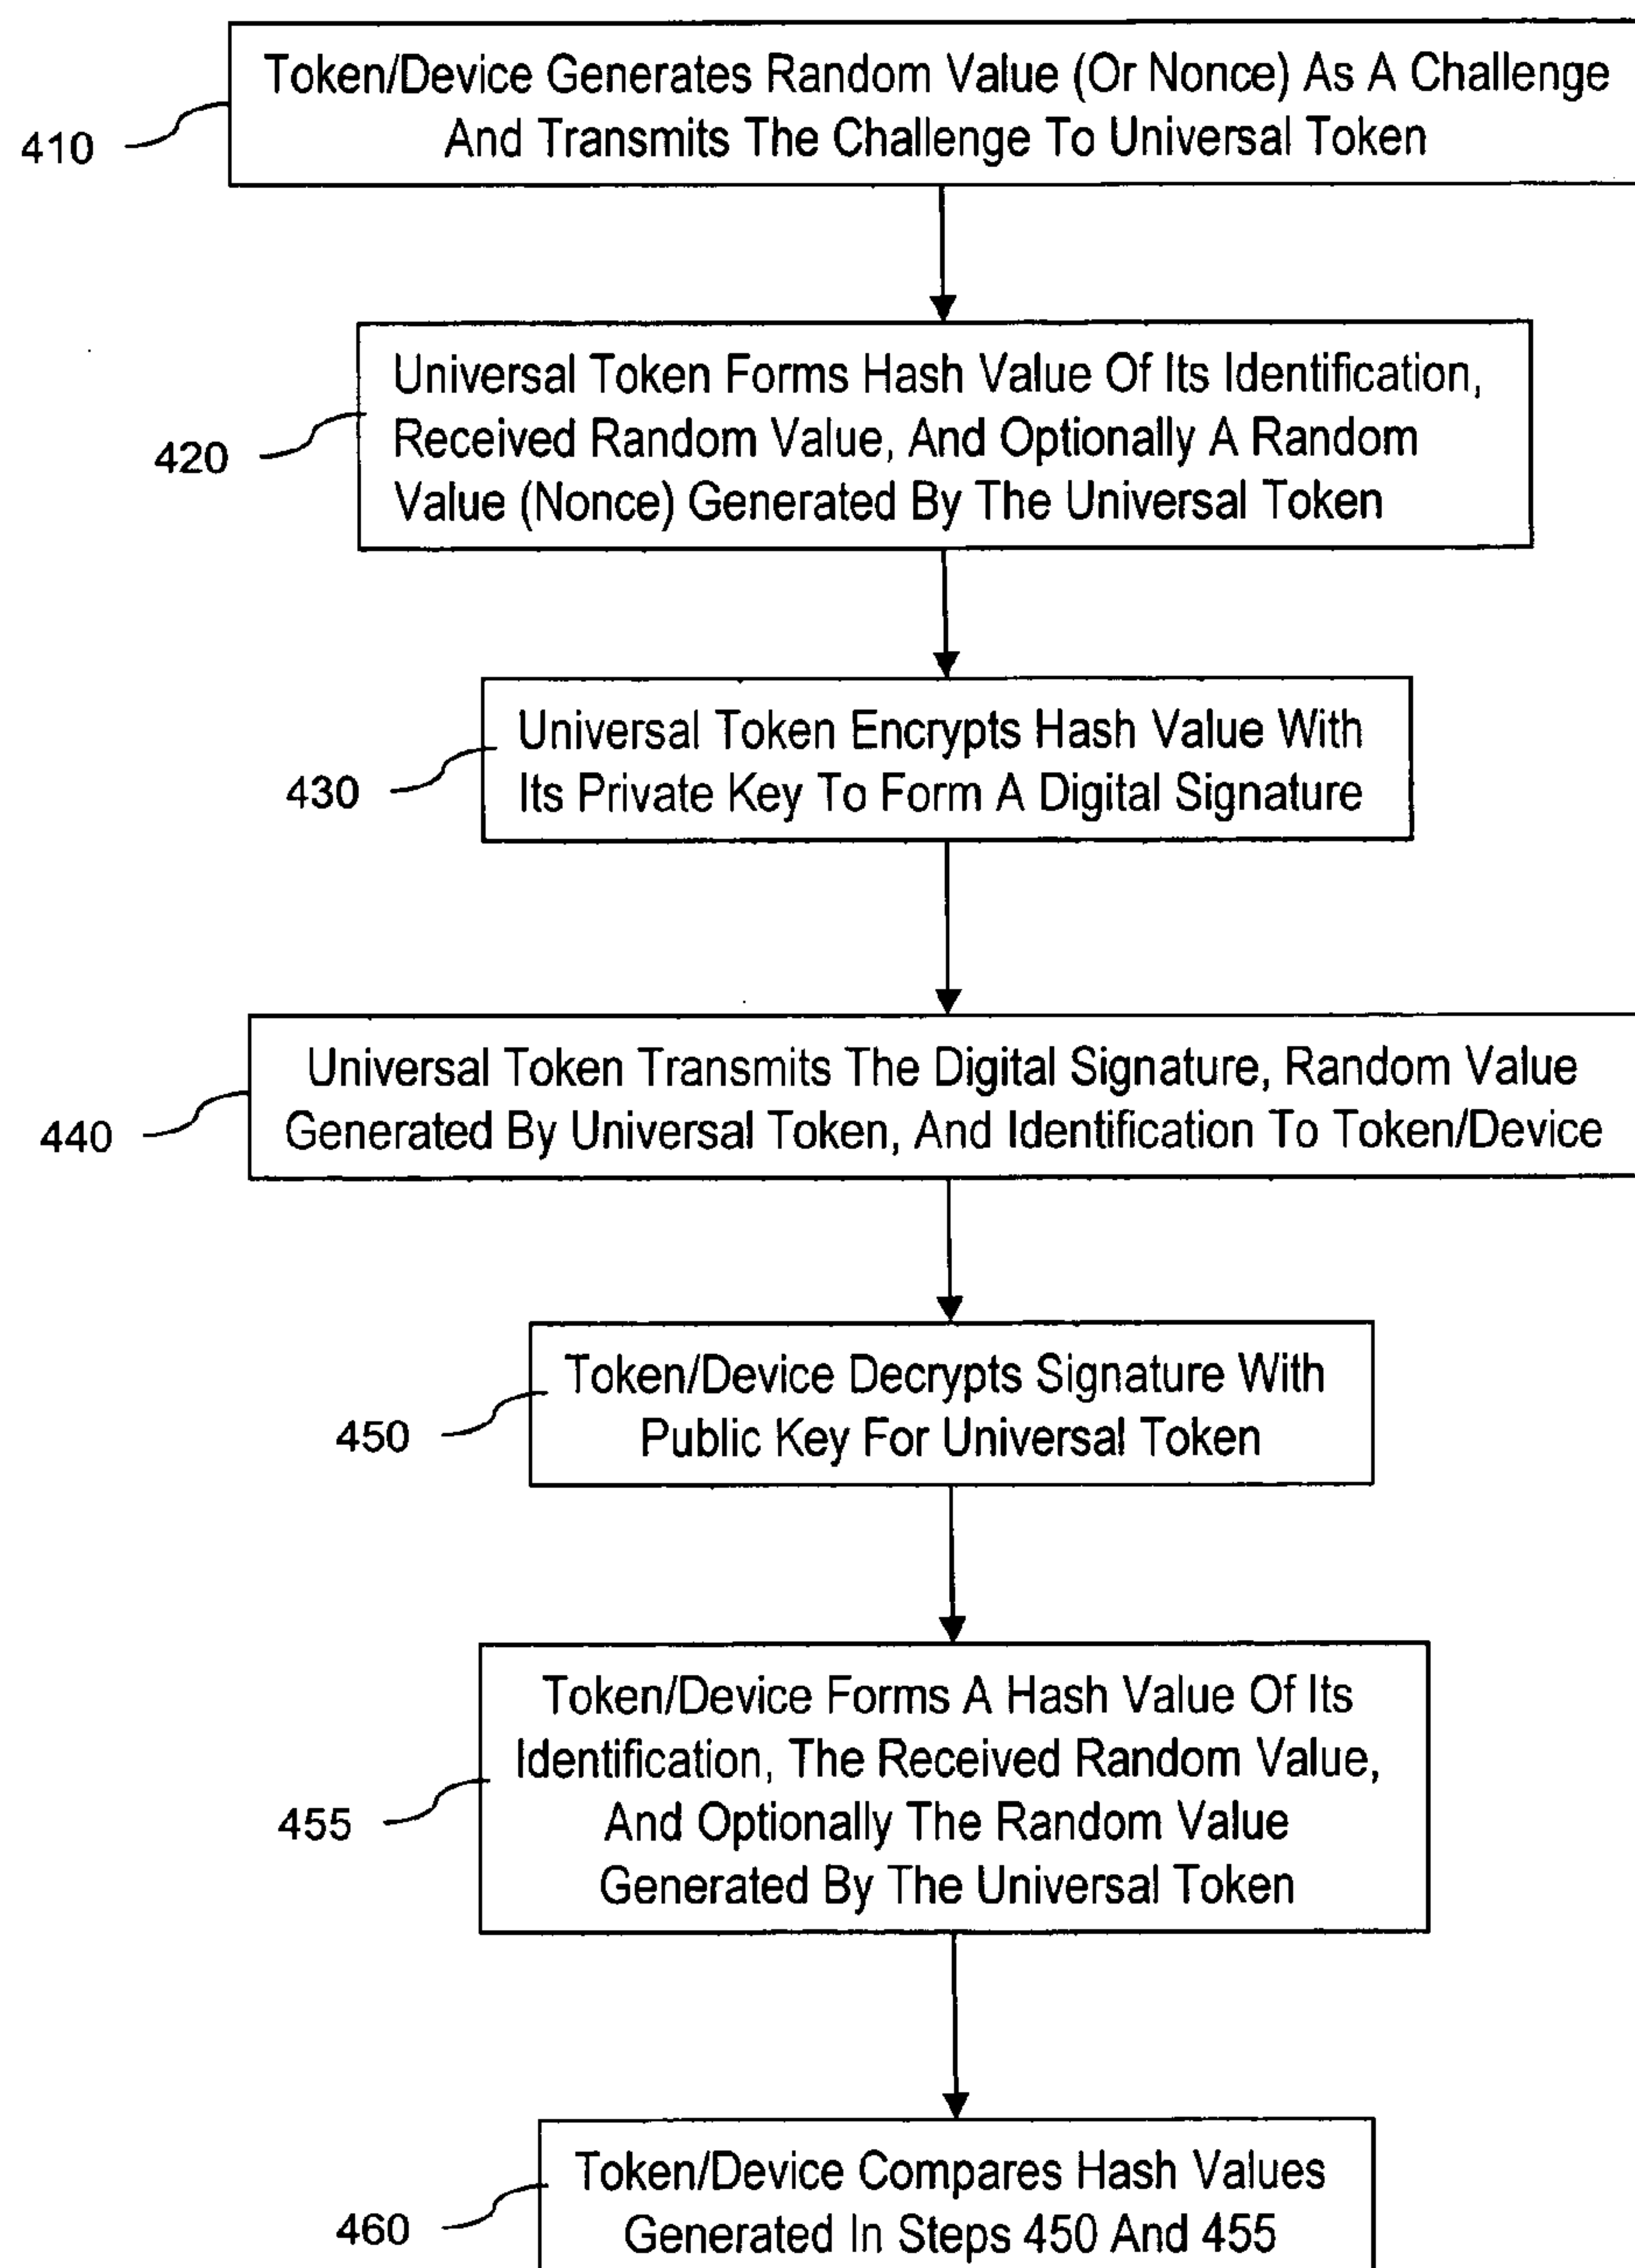 Token/Device Generates Random Value (Or Nonce) As A Challenge
And Transmits The Challenge To Universal Token
410
Universal Token Forms Hash Value Of Its Identification,
Received Random Value, And Optionally A Random
Value (Nonce) Generated By The Universal Token
420
Universal Token Encrypts Hash Value With
Its Private Key To Form A Digital Signature
430
Universal Token Transmits The Digital Signature, Random Value
Generated By Universal Token, And Identification To Token/Device
440
Token/Device Decrypts Signature With
Public Key For Universal Token
450
Token/Device Forms A Hash Value Of Its
Identification, The Received Random Value,
And Optionally The Random Value
Generated By The Universal Token
455
Token/Device Compares Hash Values
Generated In Steps 450 And 455
460